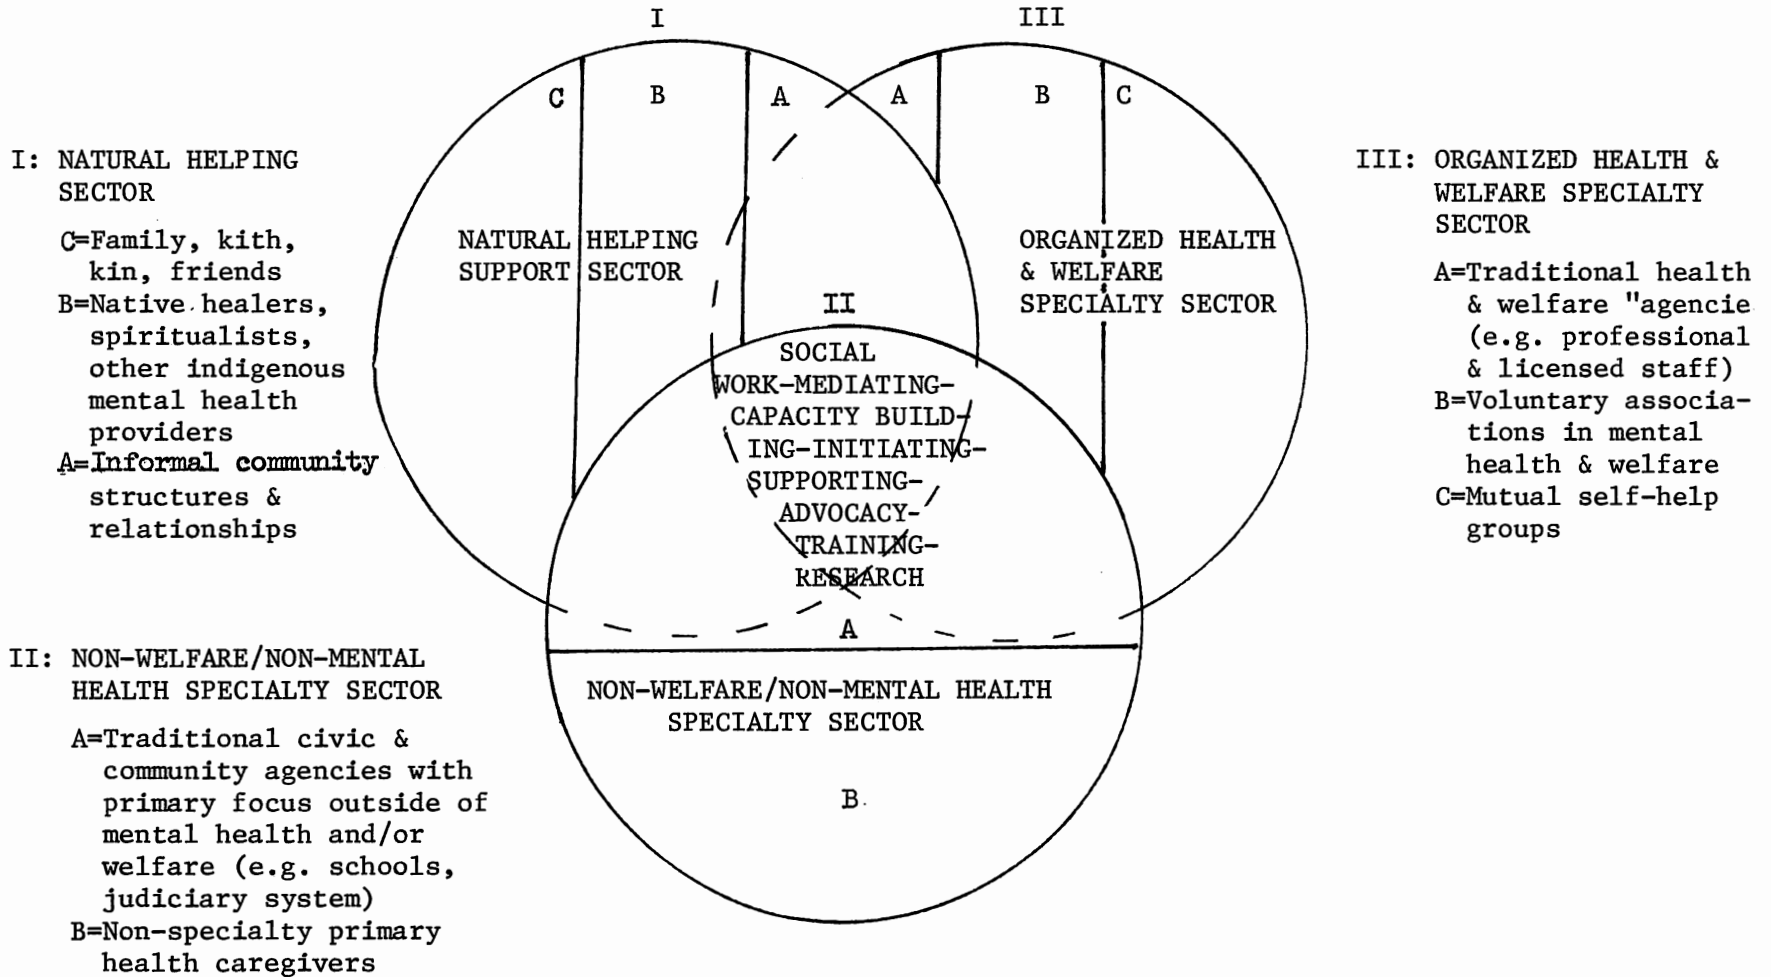 I
III
C
B
A
A
B
C
I: NATURAL HELPING
SECTOR
C=Family, kith,
kin, friends
B=Native healers,
spiritualists,
other indigenous
mental health
providers
A=Informal community
structures &
relationships
NATURAL HELPING
SUPPORT SECTOR
ORGANIZED HEALTH
& WELFARE
SPECIALTY SECTOR
III: ORGANIZED HEALTH &
WELFARE SPECIALTY
SECTOR
A=Traditional health
& welfare "agencie
(e.g. professional
& licensed staff)
B=Voluntary associa-
tions in mental
health & welfare
C=Mutual self-help
groups
II
SOCIAL
WORK-MEDIATING-
CAPACITY BUILD-
ING-INITIATING-
SUPPORTING-
ADVOCACY-
TRAINING-
RESEARCH
A
II: NON-WELFARE/NON-MENTAL
HEALTH SPECIALTY SECTOR
A=Traditional civic &
community agencies with
primary focus outside of
mental health and/or
welfare (e.g. schools,
judiciary system)
B=Non-specialty primary
health caregivers
NON-WELFARE/NON-MENTAL HEALTH
SPECIALTY SECTOR
B